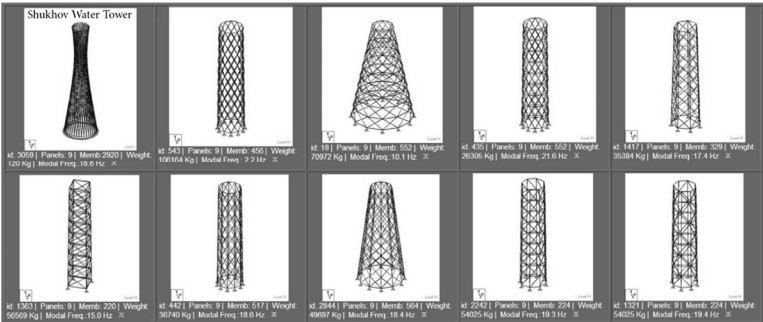 Shukhov Water Tower
id: 3059 | Panels: 9 | Memb:2920 | Weight:
120 Kg | Modal Freq.:18.6 Hz
id: 543 | Panels: 9 | Memb: 456 | Weight:
106164 Kg | Modal Freq.: 2.2 Hz
id: 18 | Panels: 9 | Memb: 552 | Weight:
70972 Kg | Modal Freq.:10.1 Hz
id: 435 | Panels: 9 | Memb: 552 | Weight:
26305 Kg | Modal Freq.:21.6 Hz
id: 1417 | Panels: 9 | Memb: 329 | Weight:
35384 Kg | Modal Freq.:17.4 Hz
id: 1363 | Panels: 9 | Memb: 220 | Weight:
56569 Kg | Modal Freq.:15.0 Hz
id: 442 | Panels: 9 | Memb: 517 | Weight:
36740 Kg | Modal Freq.:18.6 Hz
id: 2844 | Panels: 9 | Memb: 564 | Weight:
49697 Kg | Modal Freq.:18.4 Hz
id: 2242 | Panels: 9 | Memb: 224 | Weight:
54025 Kg | Modal Freq.:19.3 Hz
id: 1321 | Panels: 9 | Memb: 224 | Weight:
54025 Kg | Modal Freq.:19.4 Hz